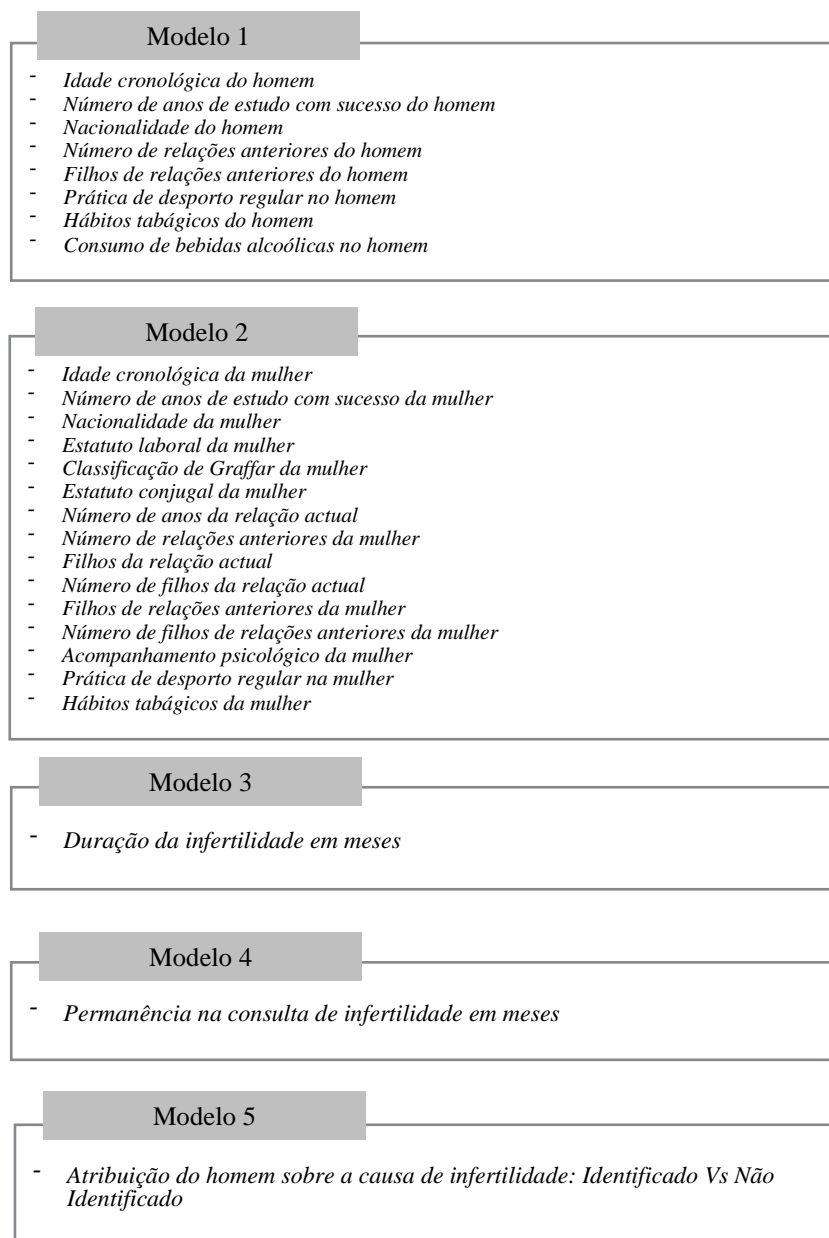 Modelo 1
- Idade cronológica do homem
- Número de anos de estudo com sucesso do homem
- Nacionalidade do homem
- Número de relações anteriores do homem
- Filhos de relações anteriores do homem
- Prática de desporto regular no homem
- Hábitos tabágicos do homem
- Consumo de bebidas alcoólicas no homem
Modelo 2
- Idade cronológica da mulher
- Número de anos de estudo com sucesso da mulher
- Nacionalidade da mulher
- Estatuto laboral da mulher
- Classificação de Graffar da mulher
- Estatuto conjugal da mulher
- Número de anos da relação actual
- Número de relações anteriores da mulher
- Filhos da relação actual
- Número de filhos da relação actual
- Filhos de relações anteriores da mulher
- Número de filhos de relações anteriores da mulher
- Acompanhamento psicológico da mulher
- Prática de desporto regular na mulher
- Hábitos tabágicos da mulher
Modelo 3
- Duração da infertilidade em meses
Modelo 4
- Permanência na consulta de infertilidade em meses
Modelo 5
- Atribuição do homem sobre a causa de infertilidade: Identificado Vs Não
Identificado